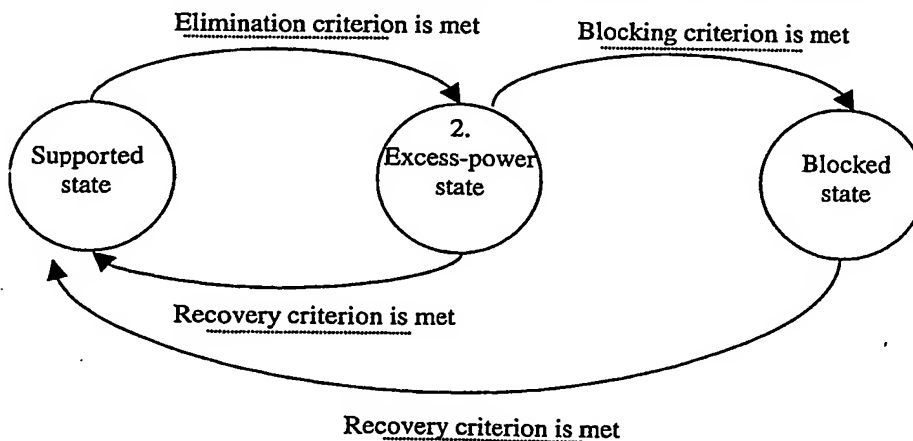 Elimination criterion is met
Blocking criterion is met
Supported
state
2.
Excess-power
state
Blocked
state
Recovery criterion is met
Recovery criterion is met